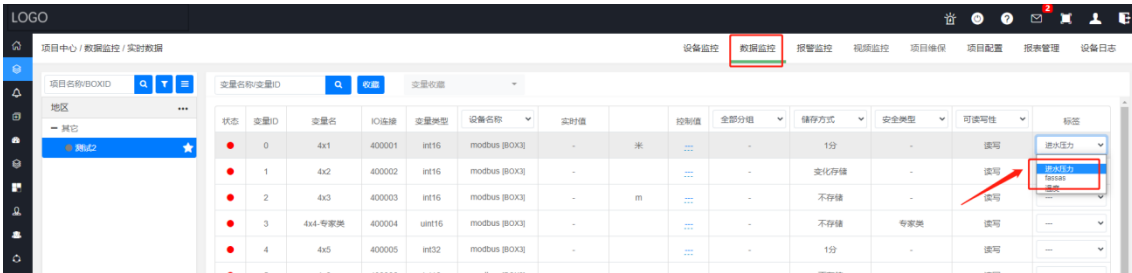 LOGO
2
项目中心 / 数据监控 / 实时数据
设备监控 数据监控 报警监控 视频监控 项目维保 项目配置 报表管理 设备日志
项目名称/BOXID
变量名称/变量ID 收藏 变量收藏
地区 ...
− 其它
测试2
状态 变量ID 变量名 IO连接 变量类型 设备名称 实时值 控制值 全部分组 储存方式 安全类型 可读写性 标签
0 4x1 400001 int16 modbus [BOX3] - 米 - 1分 - 读写 进水压力
1 4x2 400002 int16 modbus [BOX3] - - 变化存储 - 读写
进水压力
fassas
温度
2 4x3 400003 int16 modbus [BOX3] - m - 不存储 - 读写 ---
3 4x4-专家类 400004 uint16 modbus [BOX3] - - 不存储 专家类 读写 ---
4 4x5 400005 int32 modbus [BOX3] - - 1分 - 读写 ---